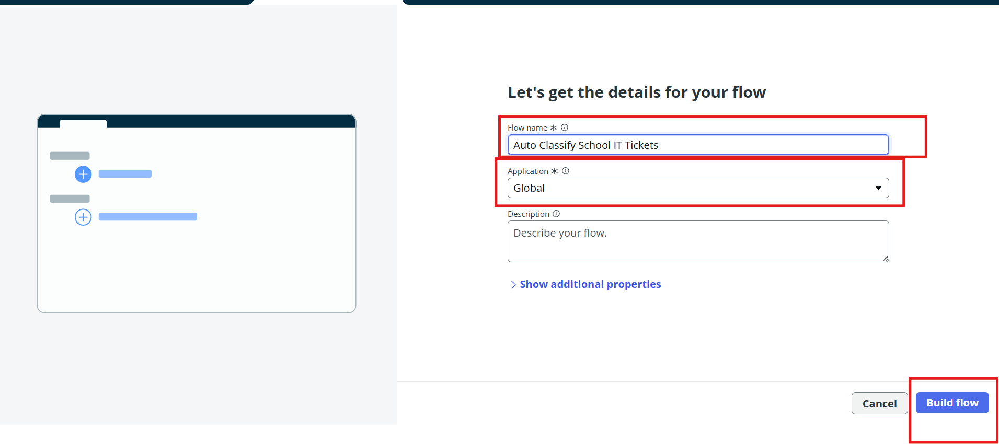 Let's get the details for your flow
Flow name *
Auto Classify School IT Tickets
Application *
Global
Description
Describe your flow.
Show additional properties
Cancel
Build flow